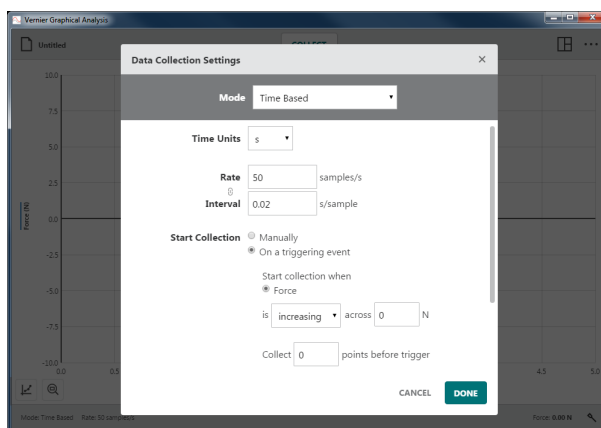 Vernier Graphical Analysis
Untitled
COLLECT
Data Collection Settings
Mode Time Based
Time Units s
Rate 50 samples/s
Interval 0.02 s/sample
Start Collection Manually
On a triggering event
Start collection when
Force
is increasing across 0 N
Collect 0 points before trigger
CANCEL DONE
Force (N)
10.0
7.5
5.0
2.5
0.0
-2.5
-5.0
-7.5
-10.0
0.0 0.5 4.5 5.0
Mode: Time Based Rate: 50 samples/s Force: 0.00 N